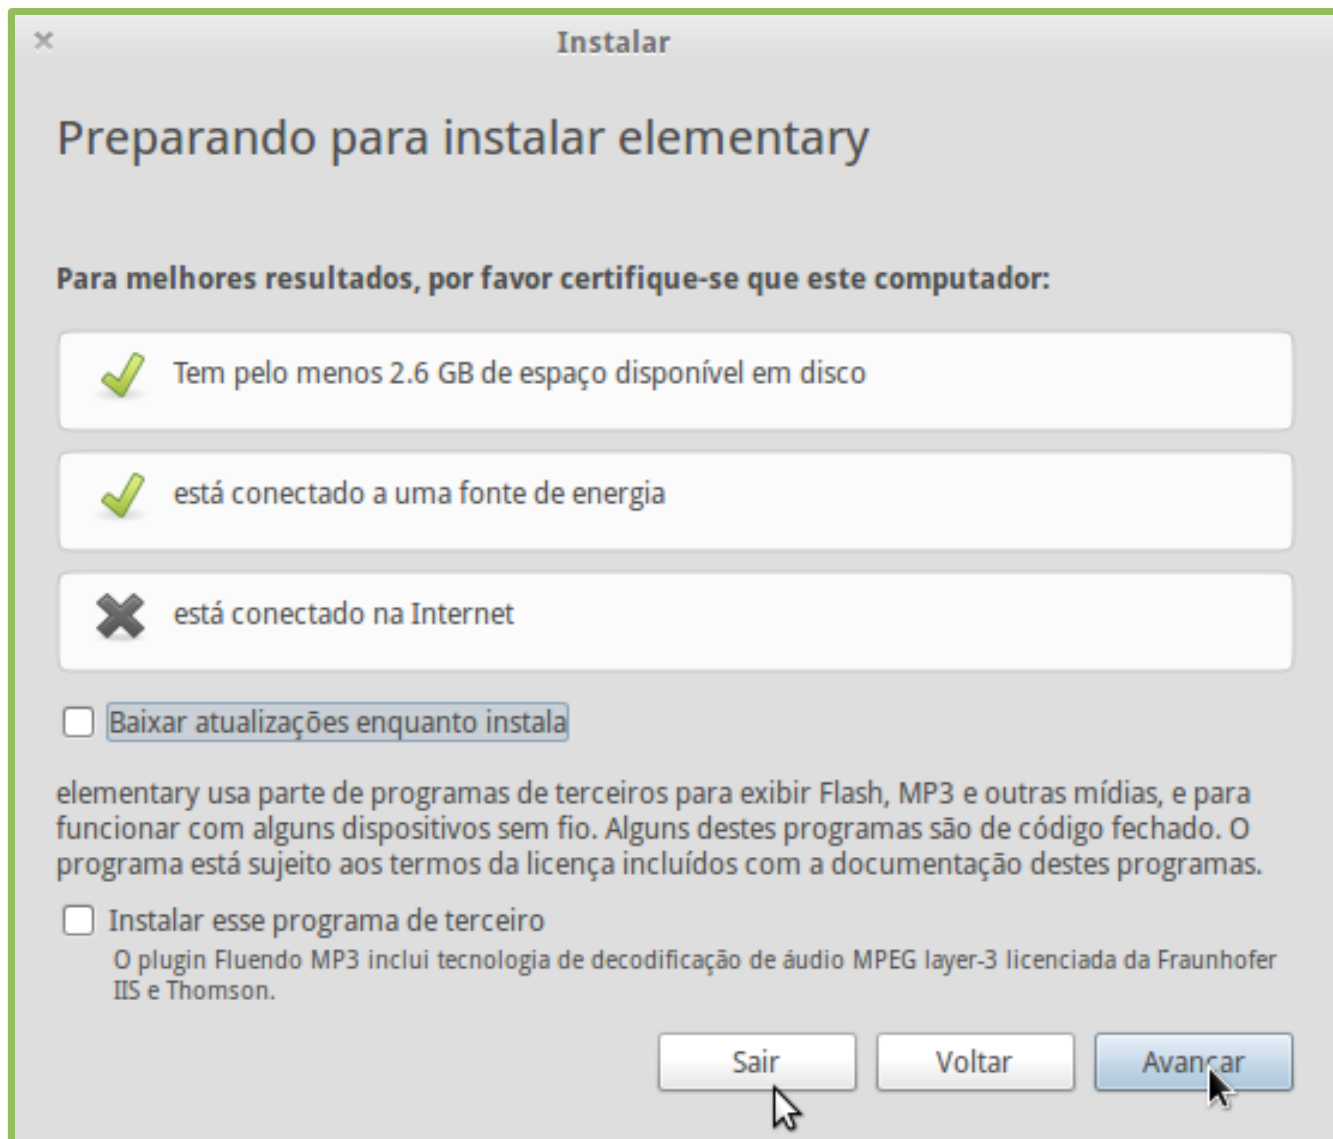 Instalar
Preparando para instalar elementary
Para melhores resultados, por favor certifique-se que este computador:
Tem pelo menos 2.6 GB de espaço disponível em disco
está conectado a uma fonte de energia
está conectado na Internet
Baixar atualizações enquanto instala
elementary usa parte de programas de terceiros para exibir Flash, MP3 e outras mídias, e para
funcionar com alguns dispositivos sem fio. Alguns destes programas são de código fechado. O
programa está sujeito aos termos da licença incluídos com a documentação destes programas.
Instalar esse programa de terceiro
O plugin Fluendo MP3 inclui tecnologia de decodificação de áudio MPEG layer-3 licenciada da Fraunhofer
IIS e Thomson.
Sair Voltar Avançar